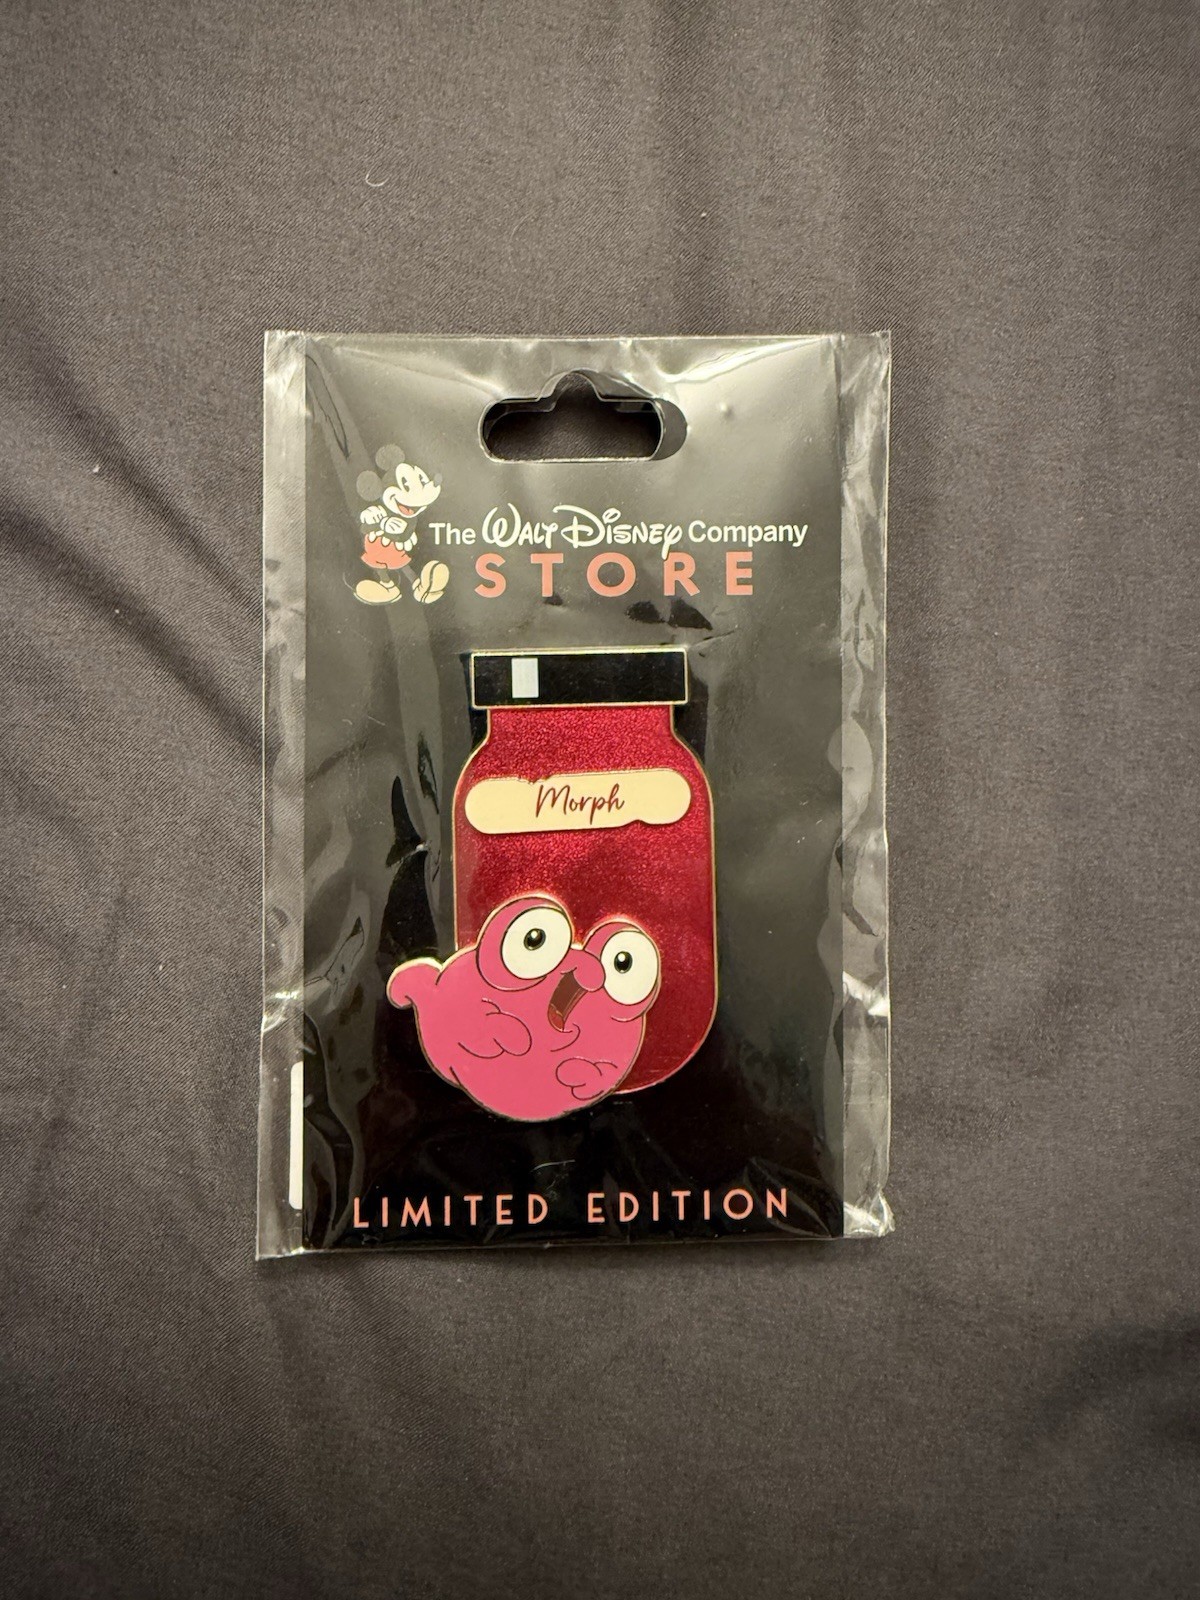 The Walt Disney Company
STORE
Morph
LIMITED EDITION